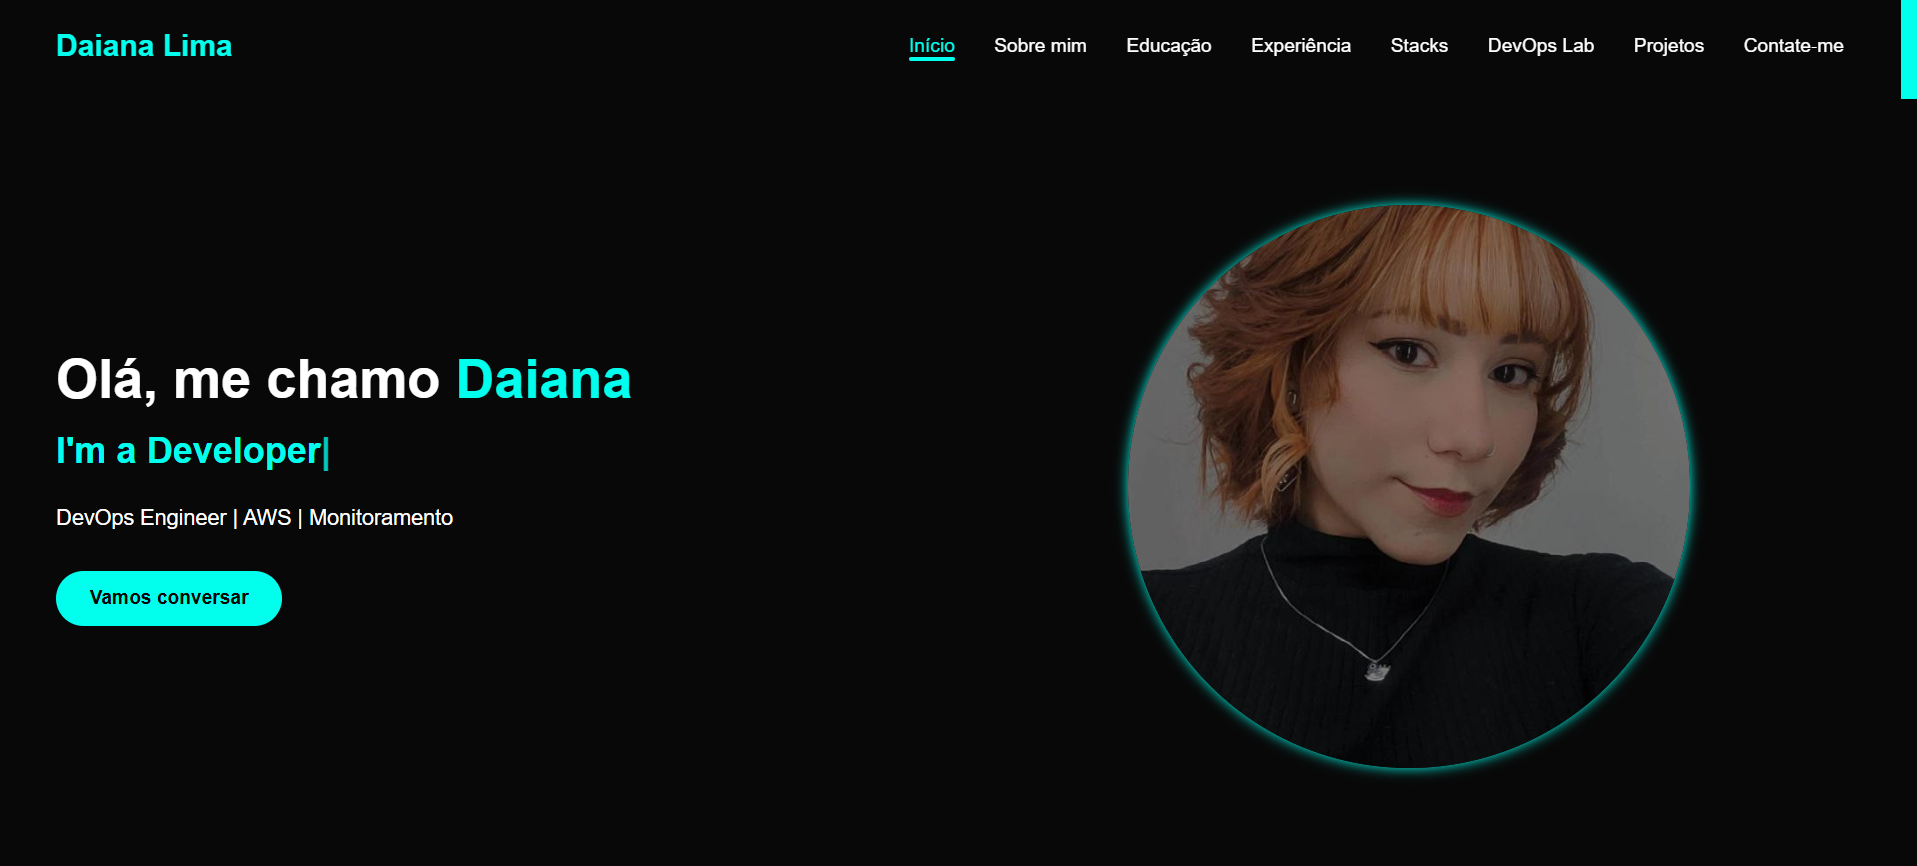 Daiana Lima
Início Sobre mim Educação Experiência Stacks DevOps Lab Projetos Contate-me
Olá, me chamo Daiana
I'm a Developer|
DevOps Engineer | AWS | Monitoramento
Vamos conversar